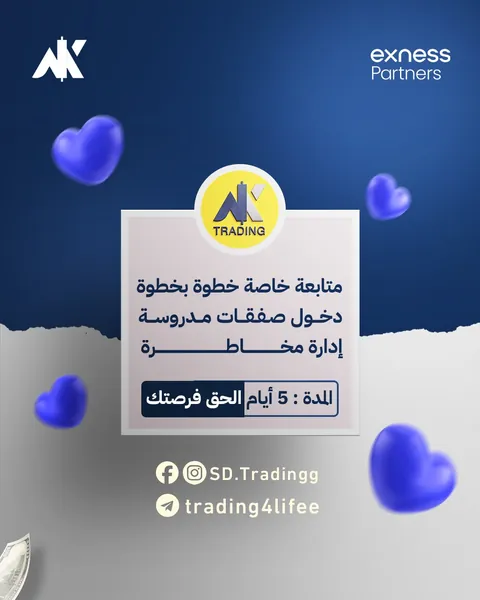 exness
Partners
TRADING
متابعة خاصة خطوة بخطوة
دخول صفقات مدروسة
إدارة مخاطرة
المدة : 5 أيام الحق فرصتك
SD.Tradingg
trading4lifee